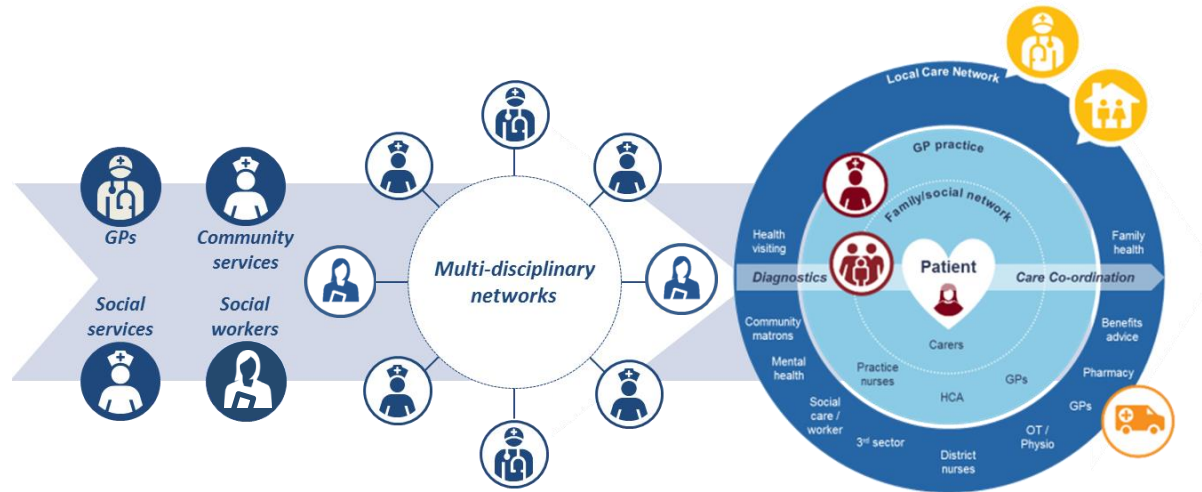 GPs
Community
services
Social
services
Social
workers
Multi-disciplinary
networks
Local Care Network
GP practice
Family/social network
Health
visiting
Family
health
Diagnostics
Patient
Care Co-ordination
Community
matrons
Benefits
advice
Carers
Mental
health
Practice
nurses
GPs
Pharmacy
HCA
Social
care /
worker
GPs
3rd sector
OT /
Physio
District
nurses